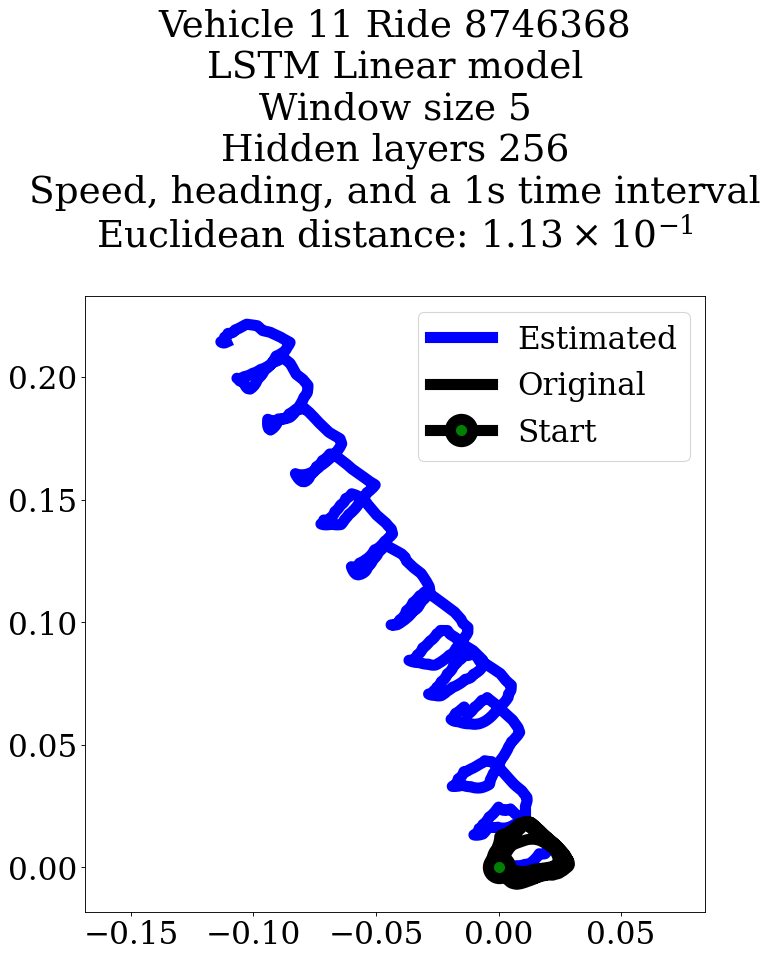 Vehicle 11 Ride 8746368
LSTM Linear model
Window size 5
Hidden layers 256
Speed, heading, and a 1s time interval
Euclidean distance: 1.13 × 10⁻¹
Estimated
Original
Start
0.20
0.15
0.10
0.05
0.00
−0.15 −0.10 −0.05 0.00 0.05